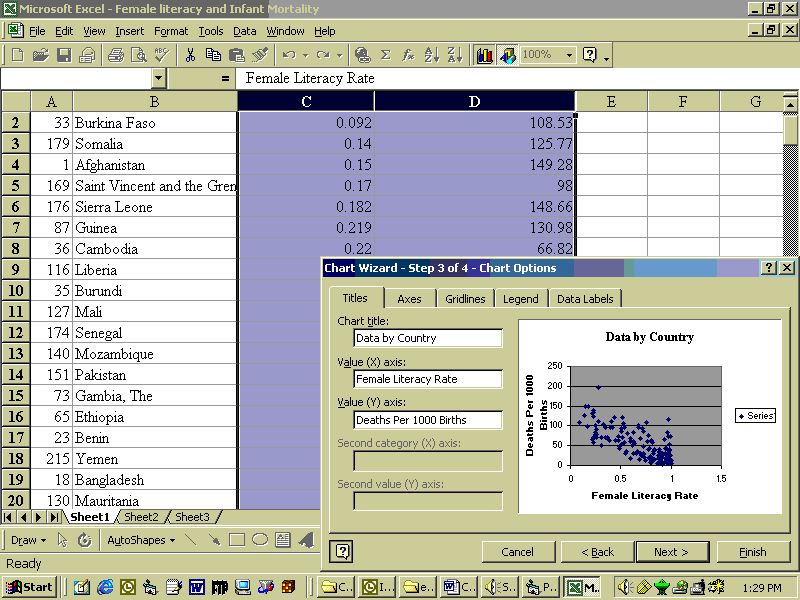 Microsoft Excel - Female literacy and Infant Mortality
File Edit View Insert Format Tools Data Window Help
100%
= Female Literacy Rate
A B C D E F G
2 33 Burkina Faso 0.092 108.53
3 179 Somalia 0.14 125.77
4 1 Afghanistan 0.15 149.28
5 169 Saint Vincent and the Gren 0.17 98
6 176 Sierra Leone 0.182 148.66
7 87 Guinea 0.219 130.98
8 36 Cambodia 0.22 66.82
9 116 Liberia
10 35 Burundi
11 127 Mali
12 174 Senegal
13 140 Mozambique
14 151 Pakistan
15 73 Gambia, The
16 65 Ethiopia
17 23 Benin
18 215 Yemen
19 18 Bangladesh
20 130 Mauritania
Chart Wizard - Step 3 of 4 - Chart Options
Titles Axes Gridlines Legend Data Labels
Chart title:
Data by Country
Value (X) axis:
Female Literacy Rate
Value (Y) axis:
Deaths Per 1000 Births
Second category (X) axis:
Second value (Y) axis:
Data by Country
Deaths Per 1000
Births
250
200
150
100
50
0
0 0.5 1 1.5
Female Literacy Rate
Series
Cancel < Back Next > Finish
Sheet1 Sheet2 Sheet3
Draw AutoShapes
Ready
Start C.. I... e.. C... S.. P.. M.. 1:29 PM